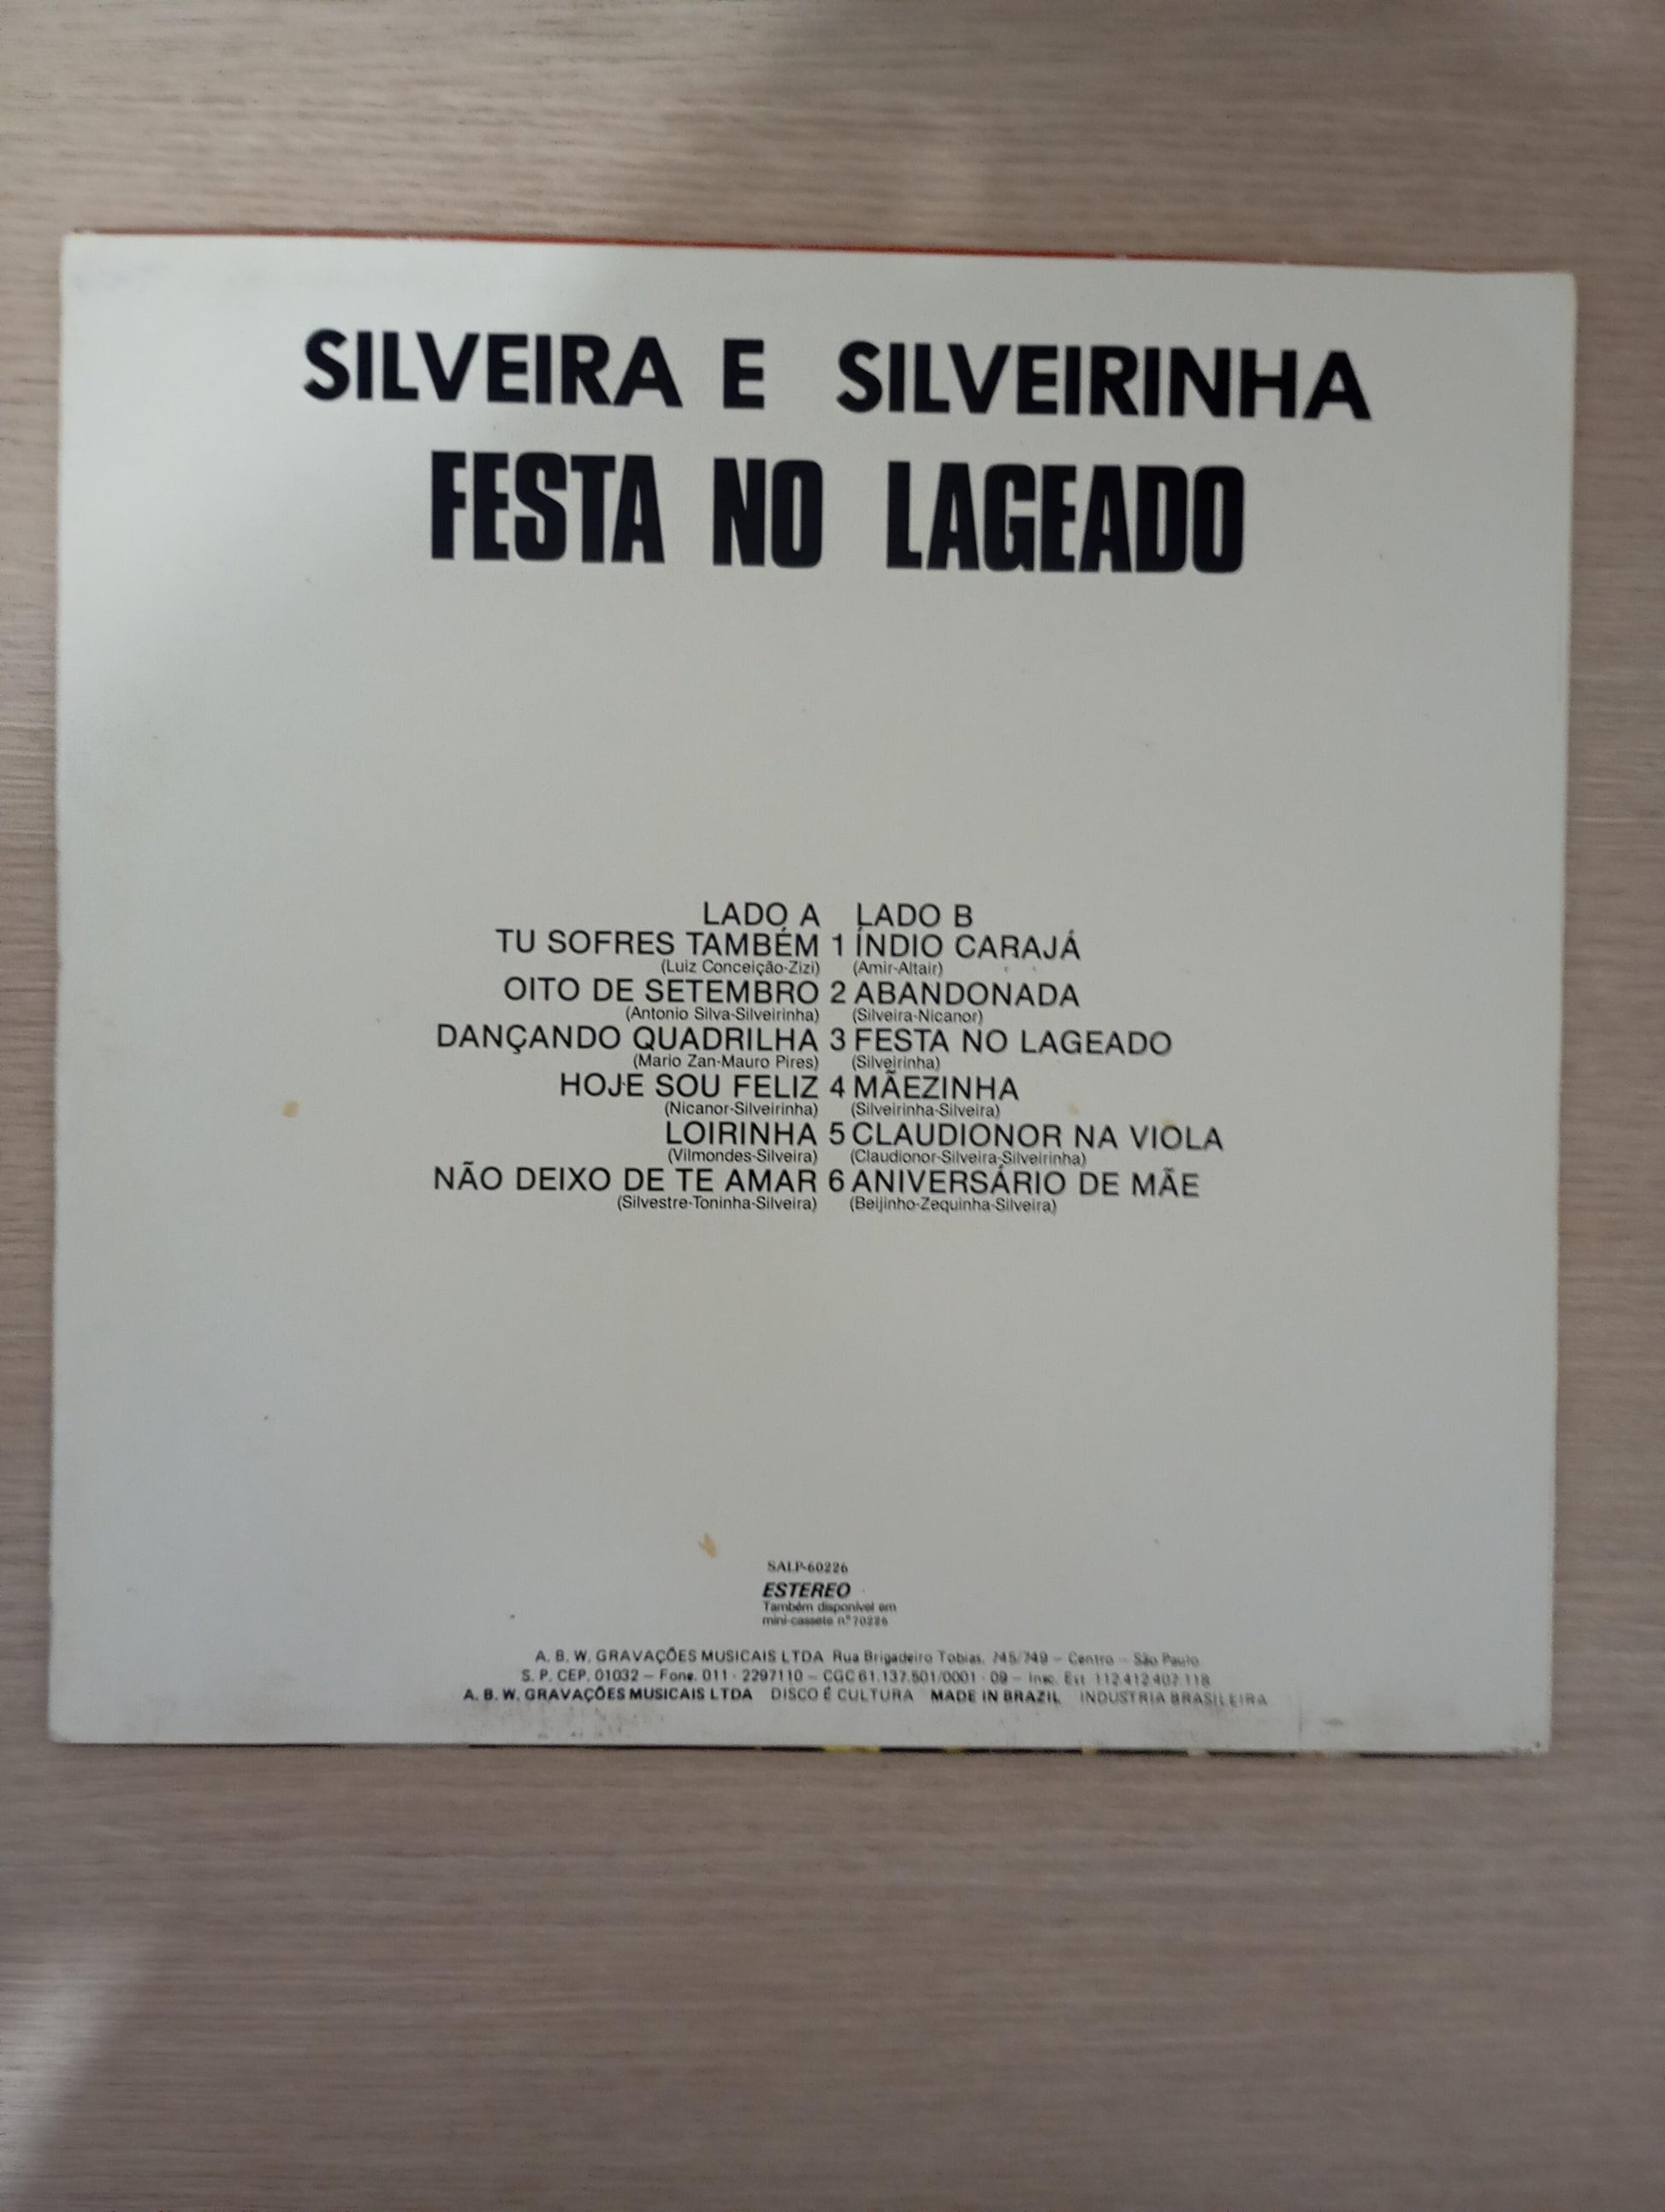 SILVEIRA E SILVEIRINHA
FESTA NO LAGEADO
LADO A
TU SOFRES TAMBÉM 1
(Luiz Conceição-Zizi)
OITO DE SETEMBRO 2
(Antonio Silva-Silveirinha)
DANÇANDO QUADRILHA 3
(Mario Zan-Mauro Pires)
HOJE SOU FELIZ 4
(Nicanor-Silveirinha)
LOIRINHA 5
(Vilmondes-Silveira)
NÃO DEIXO DE TE AMAR 6
(Silvestre-Toninha-Silveira)
LADO B
ÍNDIO CARAJÁ
(Amir-Altair)
ABANDONADA
(Silveira-Nicanor)
FESTA NO LAGEADO
(Silveirinha)
MÃEZINHA
(Silveirinha-Silveira)
CLAUDIONOR NA VIOLA
(Claudionor-Silveira-Silveirinha)
ANIVERSÁRIO DE MÃE
(Beijinho-Zequinha-Silveira)
SALP-60226
ESTEREO
Também disponível em
mini-cassete n.º 70226
A. B. W. GRAVAÇÕES MUSICAIS LTDA Rua Brigadeiro Tobias, 745/749 – Centro – São Paulo
S. P. CEP. 01032 – Fone. 011 - 2297110 – CGC 61.137.501/0001 - 09 – Insc. Est. 112.412.407.118
A. B. W. GRAVAÇÕES MUSICAIS LTDA DISCO É CULTURA MADE IN BRAZIL INDUSTRIA BRASILEIRA